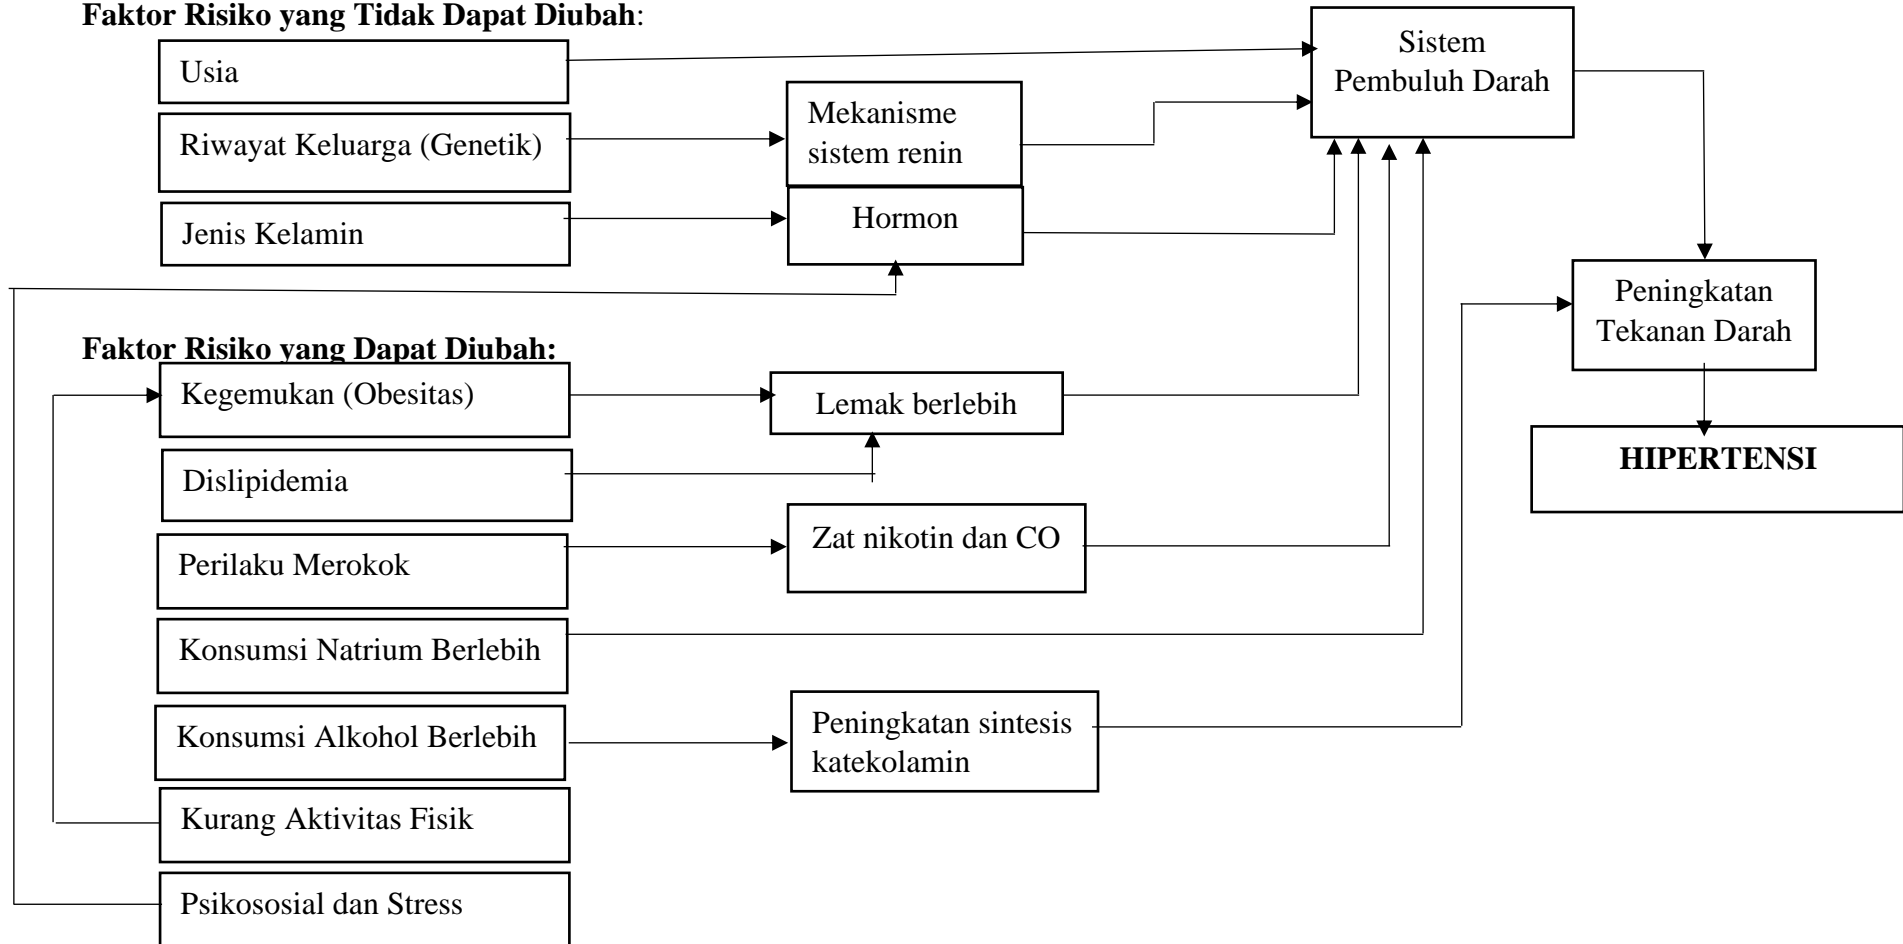 Faktor Risiko yang Tidak Dapat Diubah:
Usia
Riwayat Keluarga (Genetik)
Jenis Kelamin
Mekanisme
sistem renin
Hormon
Sistem
Pembuluh Darah
Peningkatan
Tekanan Darah
HIPERTENSI
Faktor Risiko yang Dapat Diubah:
Kegemukan (Obesitas)
Dislipidemia
Perilaku Merokok
Konsumsi Natrium Berlebih
Konsumsi Alkohol Berlebih
Kurang Aktivitas Fisik
Psikososial dan Stress
Lemak berlebih
Zat nikotin dan CO
Peningkatan sintesis
katekolamin